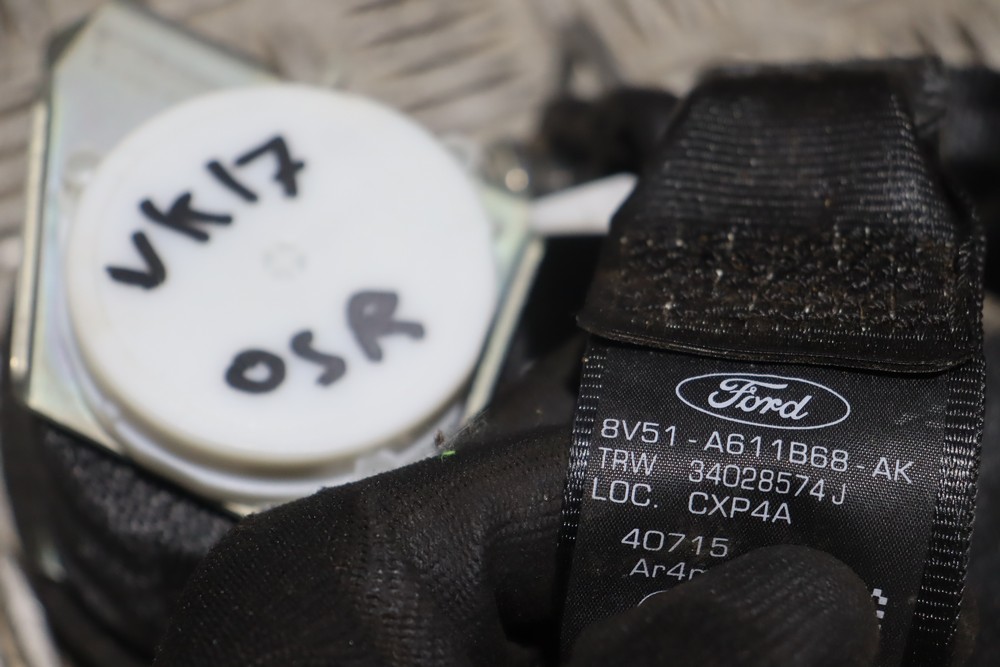 VK17
OSR
Ford
8V51-A611B68-AK
TRW 34028574J
LOC. CXP4A
40715